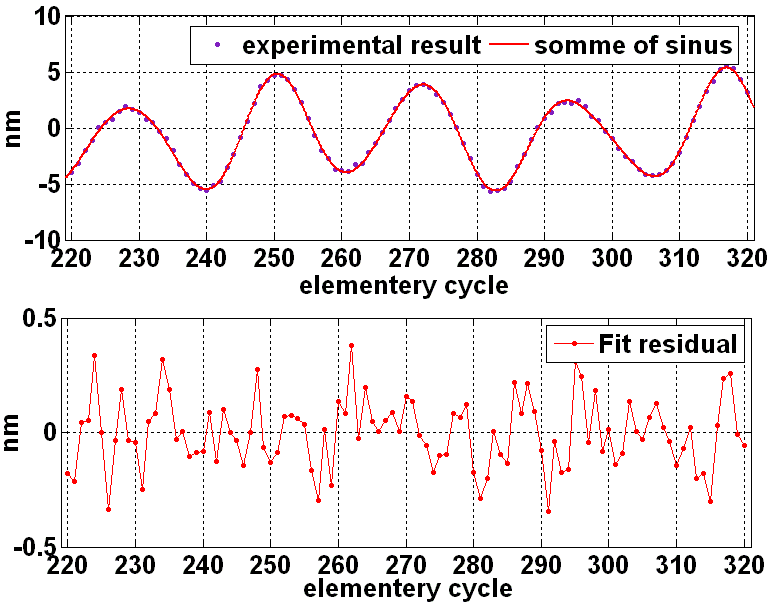 10
experimental result somme of sinus
5
0
-5
-10
nm
220 230 240 250 260 270 280 290 300 310 320
elementery cycle
0.5
Fit residual
0
-0.5
nm
220 230 240 250 260 270 280 290 300 310 320
elementery cycle